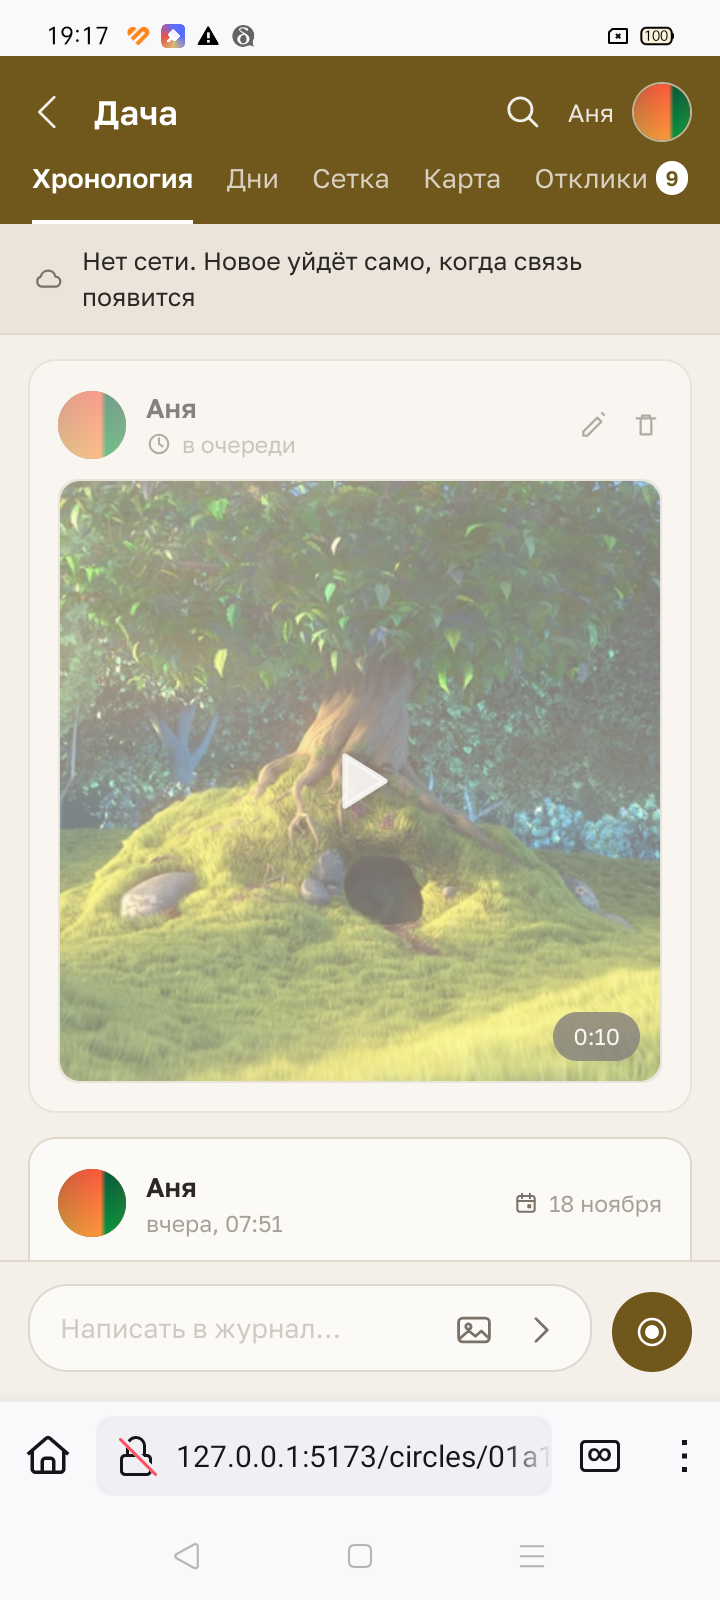 19:17
100
Дача
Аня
Хронология Дни Сетка Карта Отклики 9
Нет сети. Новое уйдёт само, когда связь
появится
Аня
в очереди
0:10
Аня
вчера, 07:51
18 ноября
Написать в журнал...
127.0.0.1:5173/circles/01a1